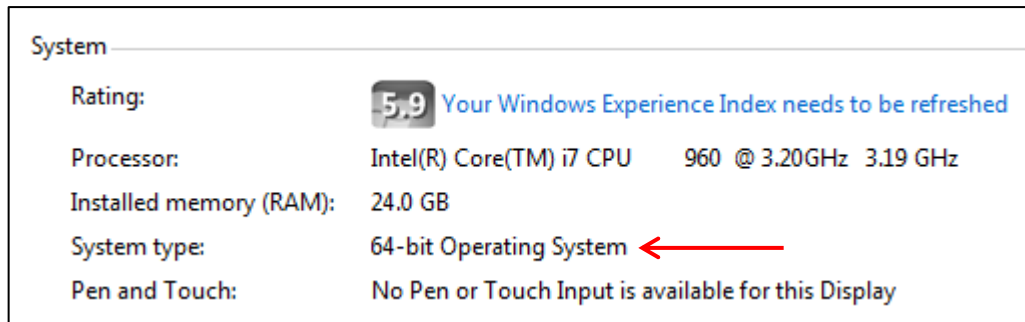 System
Rating: 5.9 Your Windows Experience Index needs to be refreshed
Processor: Intel(R) Core(TM) i7 CPU 960 @ 3.20GHz 3.19 GHz
Installed memory (RAM): 24.0 GB
System type: 64-bit Operating System
Pen and Touch: No Pen or Touch Input is available for this Display